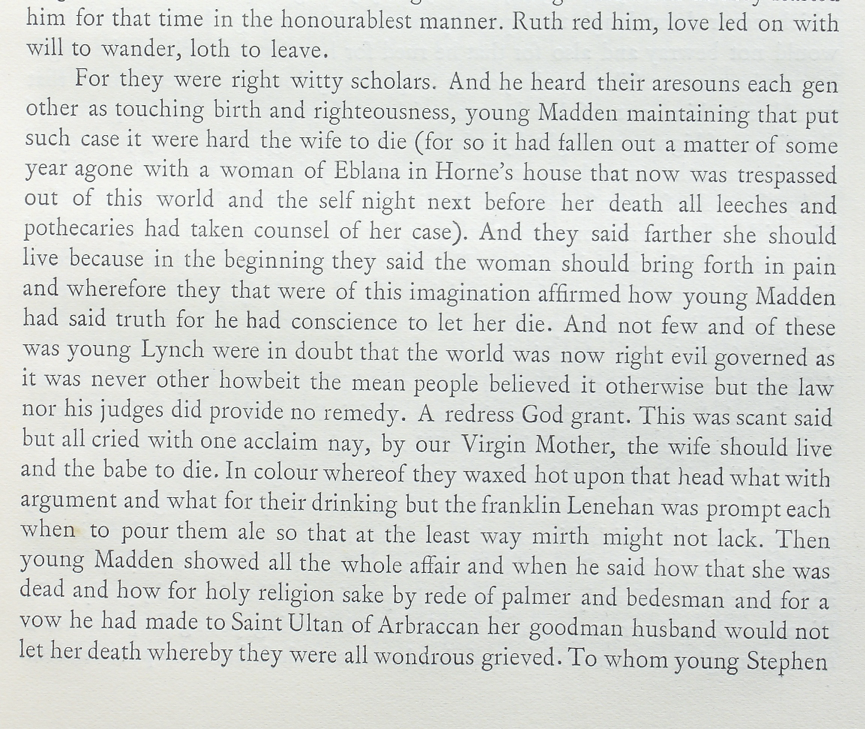 him for that time in the honourablest manner. Ruth red him, love led on with
will to wander, loth to leave.
For they were right witty scholars. And he heard their aresouns each gen
other as touching birth and righteousness, young Madden maintaining that put
such case it were hard the wife to die (for so it had fallen out a matter of some
year agone with a woman of Eblana in Horne's house that now was trespassed
out of this world and the self night next before her death all leeches and
pothecaries had taken counsel of her case). And they said farther she should
live because in the beginning they said the woman should bring forth in pain
and wherefore they that were of this imagination affirmed how young Madden
had said truth for he had conscience to let her die. And not few and of these
was young Lynch were in doubt that the world was now right evil governed as
it was never other howbeit the mean people believed it otherwise but the law
nor his judges did provide no remedy. A redress God grant. This was scant said
but all cried with one acclaim nay, by our Virgin Mother, the wife should live
and the babe to die. In colour whereof they waxed hot upon that head what with
argument and what for their drinking but the franklin Lenehan was prompt each
when to pour them ale so that at the least way mirth might not lack. Then
young Madden showed all the whole affair and when he said how that she was
dead and how for holy religion sake by rede of palmer and bedesman and for a
vow he had made to Saint Ultan of Arbraccan her goodman husband would not
let her death whereby they were all wondrous grieved. To whom young Stephen